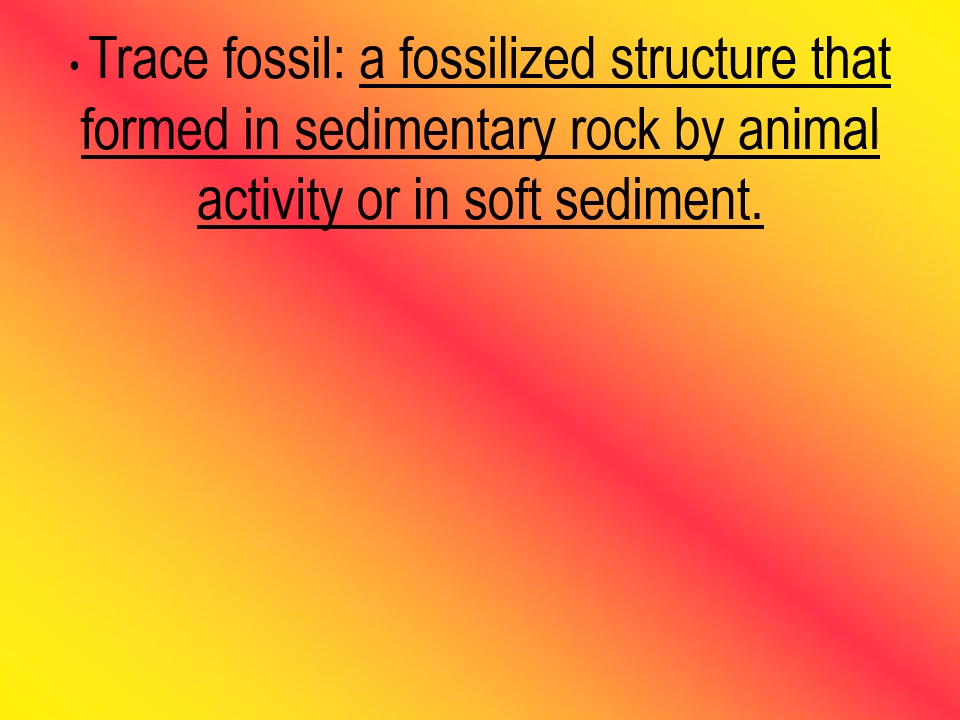 • Trace fossil: a fossilized structure that
formed in sedimentary rock by animal
activity or in soft sediment.